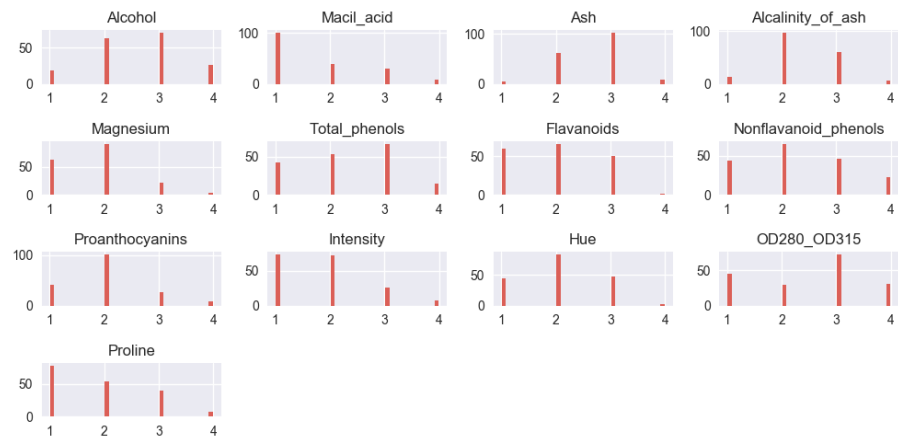 Alcohol Macil_acid Ash Alcalinity_of_ash
50 100 100 100
0 0 0 0
1 2 3 4 1 2 3 4 1 2 3 4 1 2 3 4
Magnesium Total_phenols Flavanoids Nonflavanoid_phenols
50 50 50 50
0 0 0 0
1 2 3 4 1 2 3 4 1 2 3 4 1 2 3 4
Proanthocyanins Intensity Hue OD280_OD315
100 50 50 50
0 0 0 0
1 2 3 4 1 2 3 4 1 2 3 4 1 2 3 4
Proline
50
0
1 2 3 4